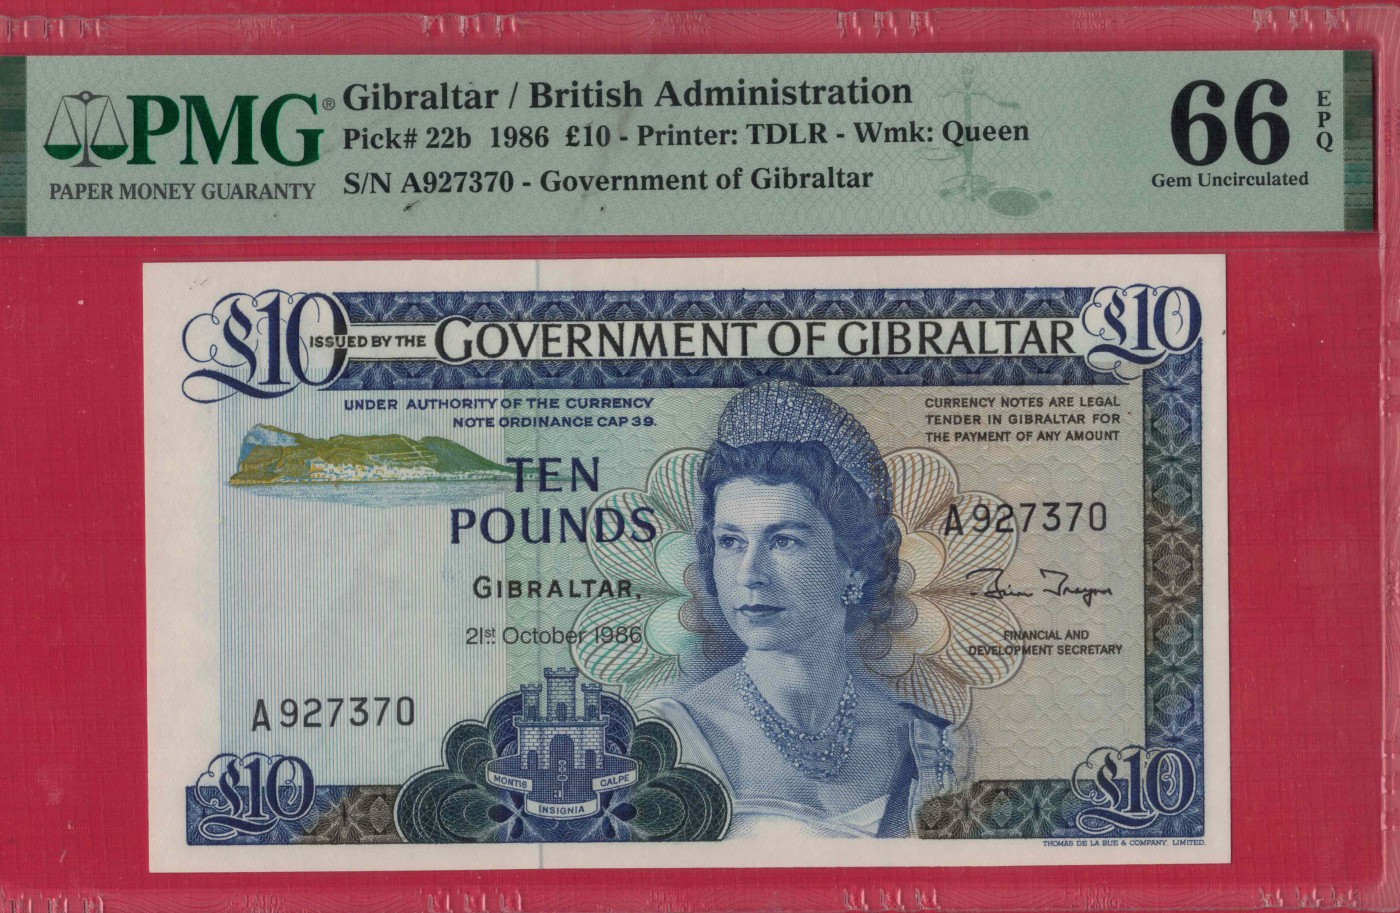 PMG®
PAPER MONEY GUARANTY
Gibraltar / British Administration
Pick# 22b 1986 £10 - Printer: TDLR - Wmk: Queen
S/N A927370 - Government of Gibraltar
66
EPQ
Gem Uncirculated
£10
ISSUED BY THE GOVERNMENT OF GIBRALTAR
£10
UNDER AUTHORITY OF THE CURRENCY
NOTE ORDINANCE CAP 39.
CURRENCY NOTES ARE LEGAL
TENDER IN GIBRALTAR FOR
THE PAYMENT OF ANY AMOUNT
TEN
POUNDS
A927370
GIBRALTAR,
21st October 1986
FINANCIAL AND
DEVELOPMENT SECRETARY
A927370
MONTIS
CALPE
INSIGNIA
£10
£10
THOMAS DE LA RUE & COMPANY, LIMITED.